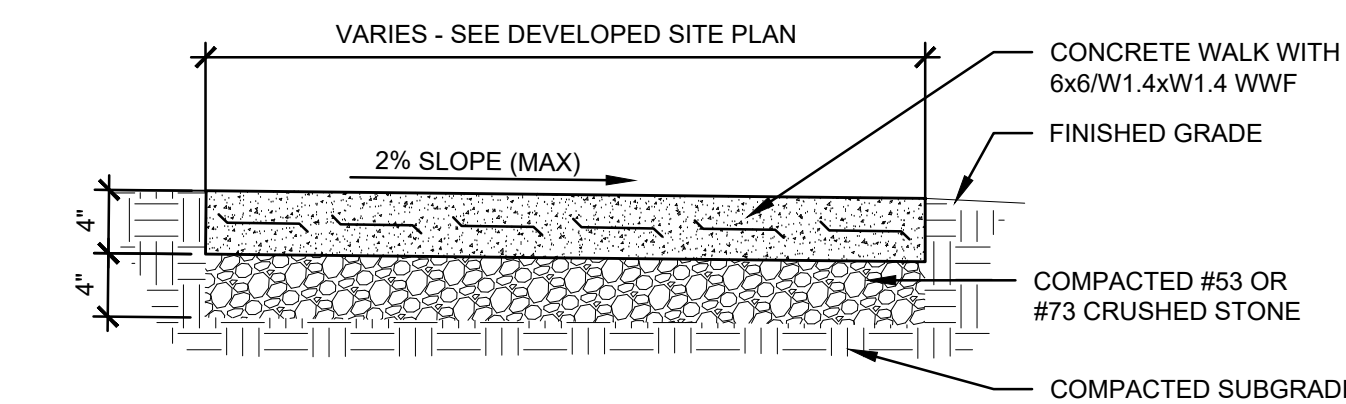 VARIES - SEE DEVELOPED SITE PLAN
CONCRETE WALK WITH
6x6/W1.4xW1.4 WWF
FINISHED GRADE
2% SLOPE (MAX)
4"
4"
COMPACTED #53 OR
#73 CRUSHED STONE
COMPACTED SUBGRADE